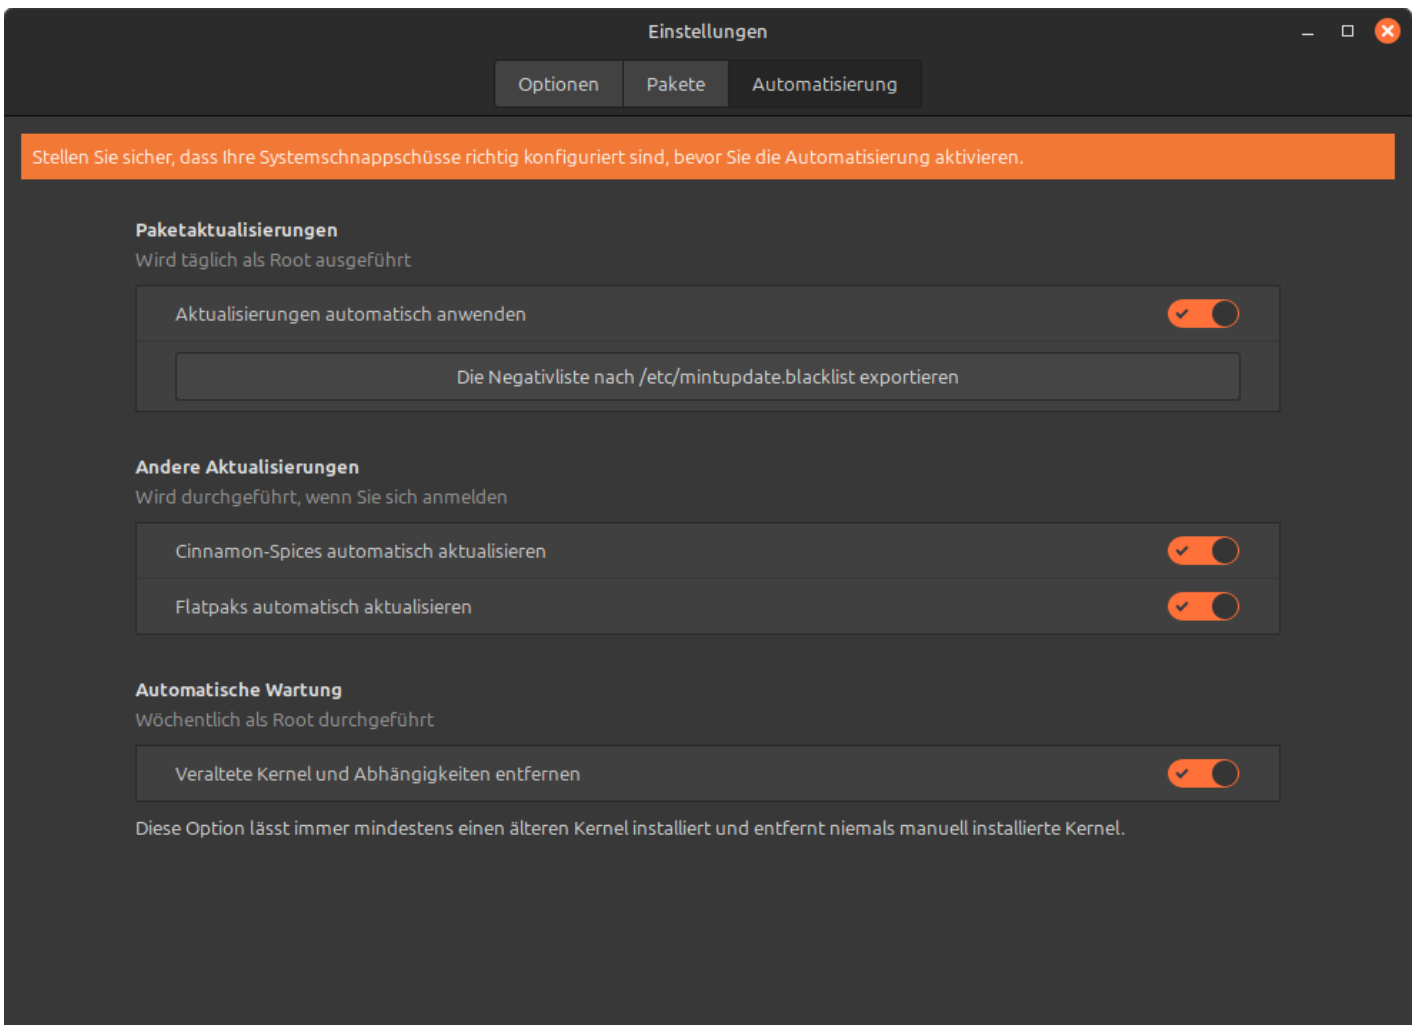 Einstellungen
Optionen
Pakete
Automatisierung
Stellen Sie sicher, dass Ihre Systemschnappschüsse richtig konfiguriert sind, bevor Sie die Automatisierung aktivieren.
Paketaktualisierungen
Wird täglich als Root ausgeführt
Aktualisierungen automatisch anwenden
Die Negativliste nach /etc/mintupdate.blacklist exportieren
Andere Aktualisierungen
Wird durchgeführt, wenn Sie sich anmelden
Cinnamon-Spices automatisch aktualisieren
Flatpaks automatisch aktualisieren
Automatische Wartung
Wöchentlich als Root durchgeführt
Veraltete Kernel und Abhängigkeiten entfernen
Diese Option lässt immer mindestens einen älteren Kernel installiert und entfernt niemals manuell installierte Kernel.